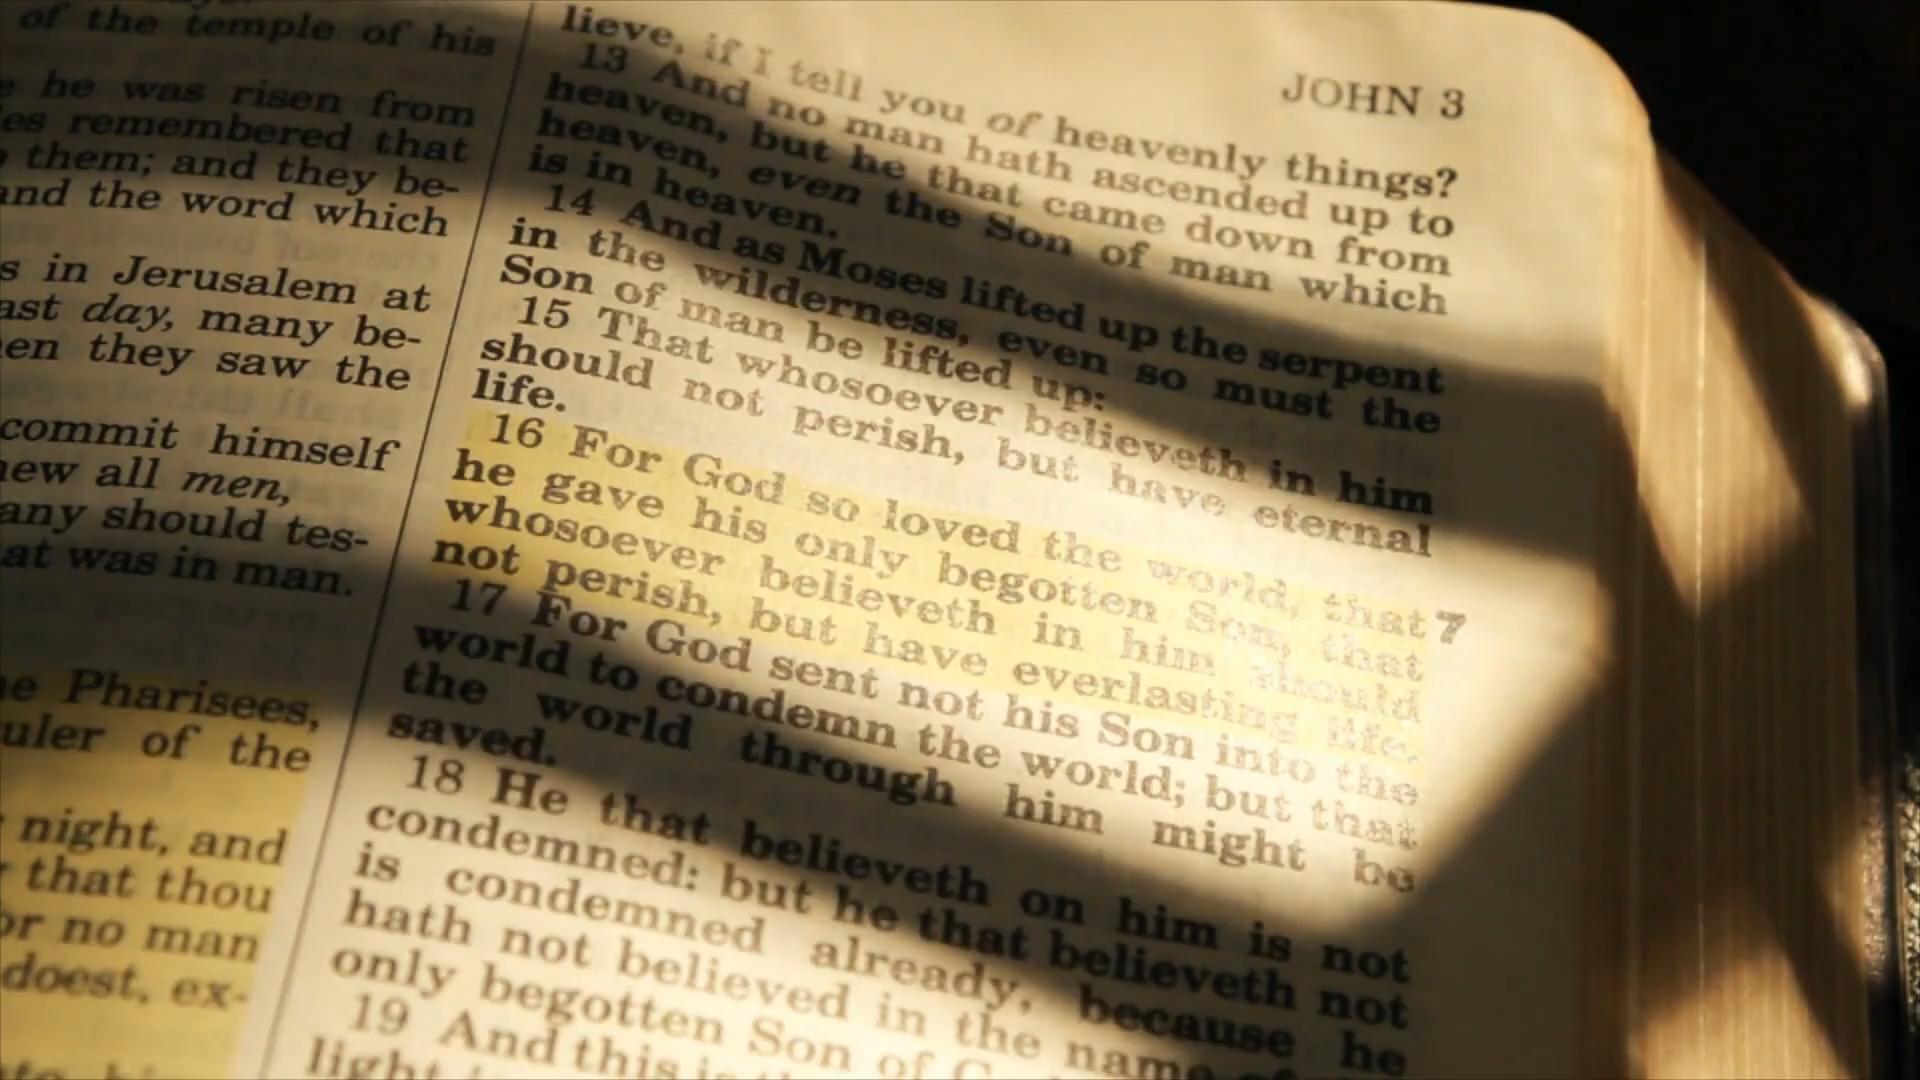 of the temple of his
he was risen from
remembered that
them; and they be-
and the word which
in Jerusalem at
day, many be-
they saw the
commit himself
all men,
any should tes-
at was in man.
Pharisees,
of the
night, and
that thou
no man
doest, ex-
JOHN 3
lieve, if I tell you of heavenly things?
13 And no man hath ascended up to
heaven, but he that came down from
heaven, even the Son of man which
is in heaven.
14 And as Moses lifted up the serpent
in the wilderness, even so must the
Son of man be lifted up:
15 That whosoever believeth in him
should not perish, but have eternal
life.
16 For God so loved the world, that
he gave his only begotten Son, that
whosoever believeth in him should
not perish, but have everlasting life.
7
17 For God sent not his Son into the
world to condemn the world; but that
the world through him might be
saved.
18 He that believeth on him is not
condemned: but he that believeth not
is condemned already, because he
hath not believed in the name of
only begotten Son of
19 And this is
light